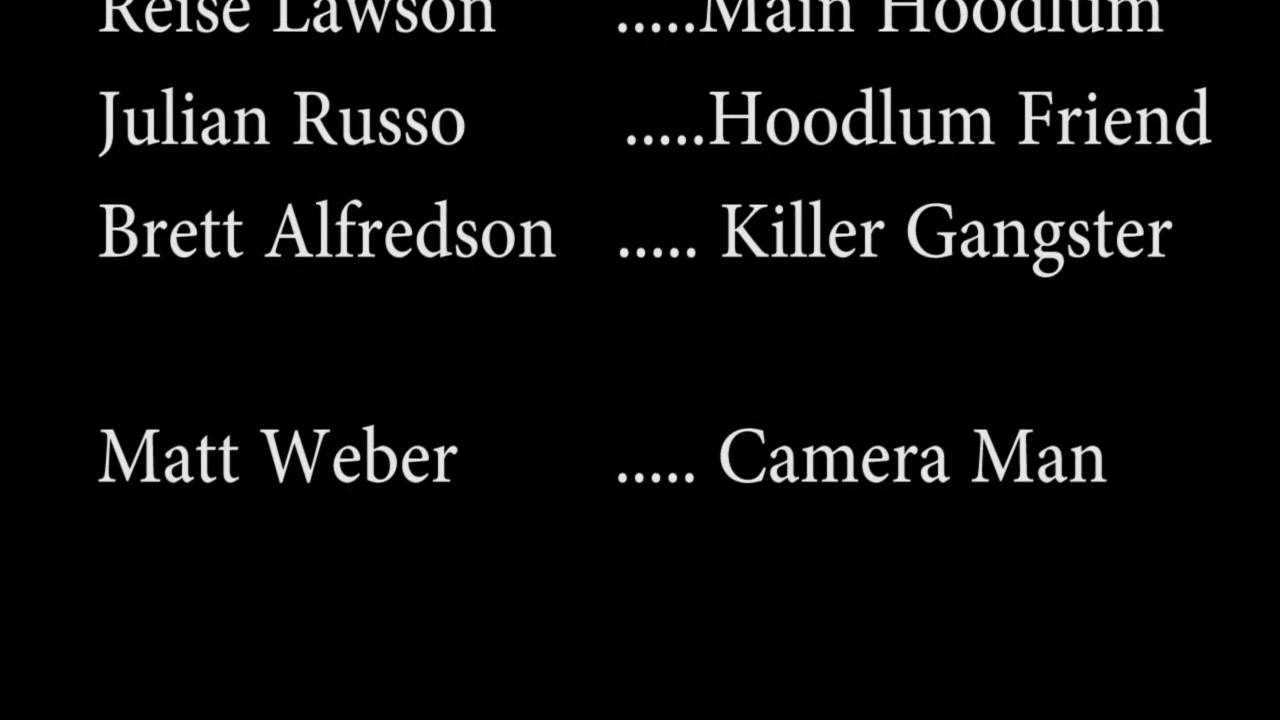 Reise Lawson .....Main Hoodlum
Julian Russo .....Hoodlum Friend
Brett Alfredson ..... Killer Gangster
Matt Weber ..... Camera Man